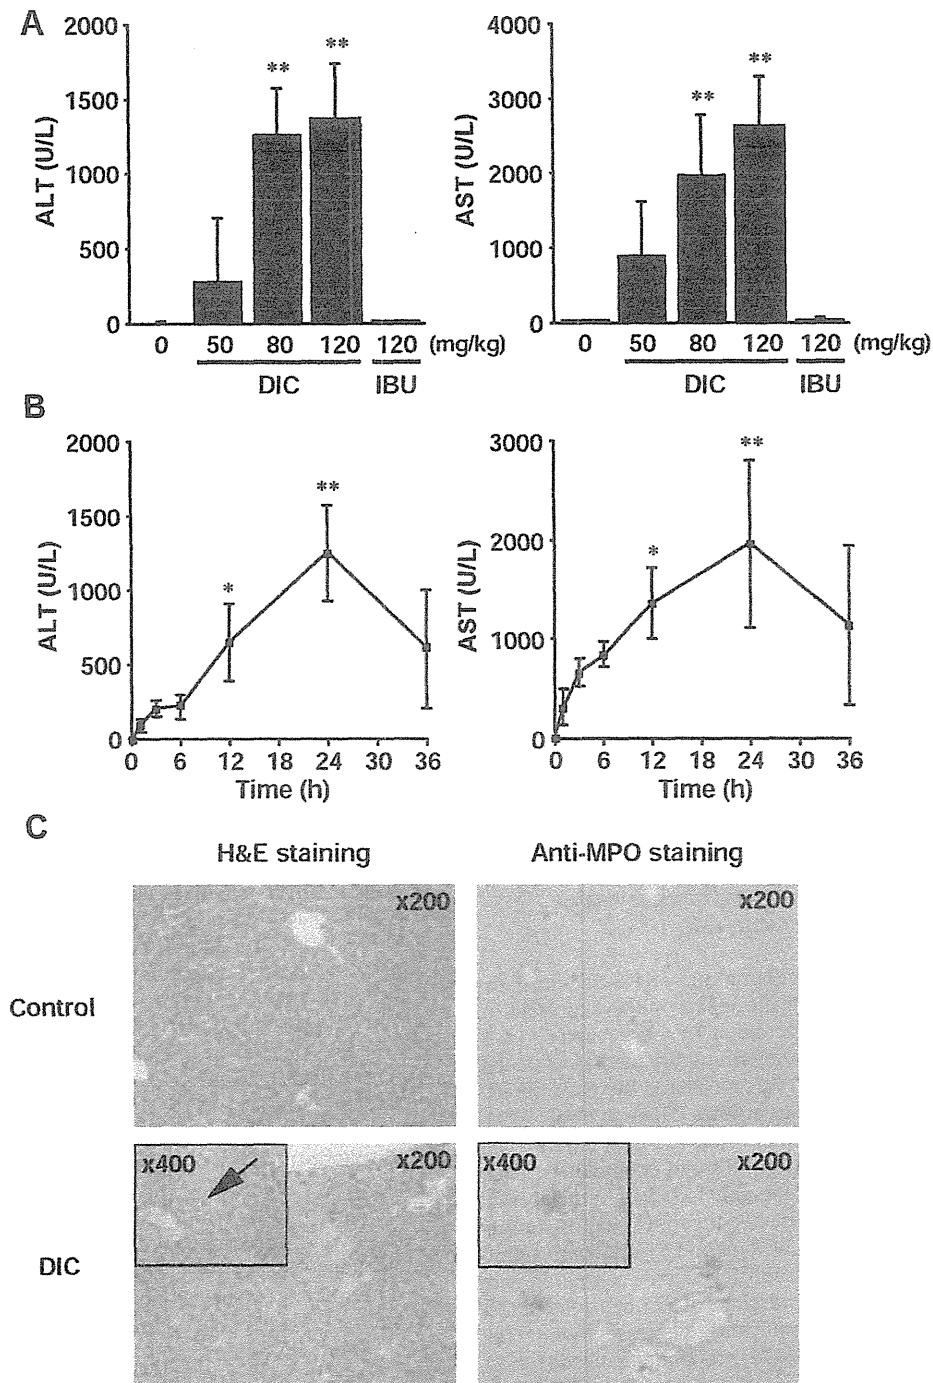 A
2000
1500
1000
500
0
ALT (U/L)
**
**
0 50 80 120 120 (mg/kg)
DIC IBU
4000
3000
2000
1000
0
AST (U/L)
**
**
0 50 80 120 120 (mg/kg)
DIC IBU
B
2000
1500
1000
500
0
ALT (U/L)
*
**
0 6 12 18 24 30 36
Time (h)
3000
2000
1000
0
AST (U/L)
*
**
0 6 12 18 24 30 36
Time (h)
C
H&E staining Anti-MPO staining
Control
x200
x200
DIC
x400
x200
x400
x200